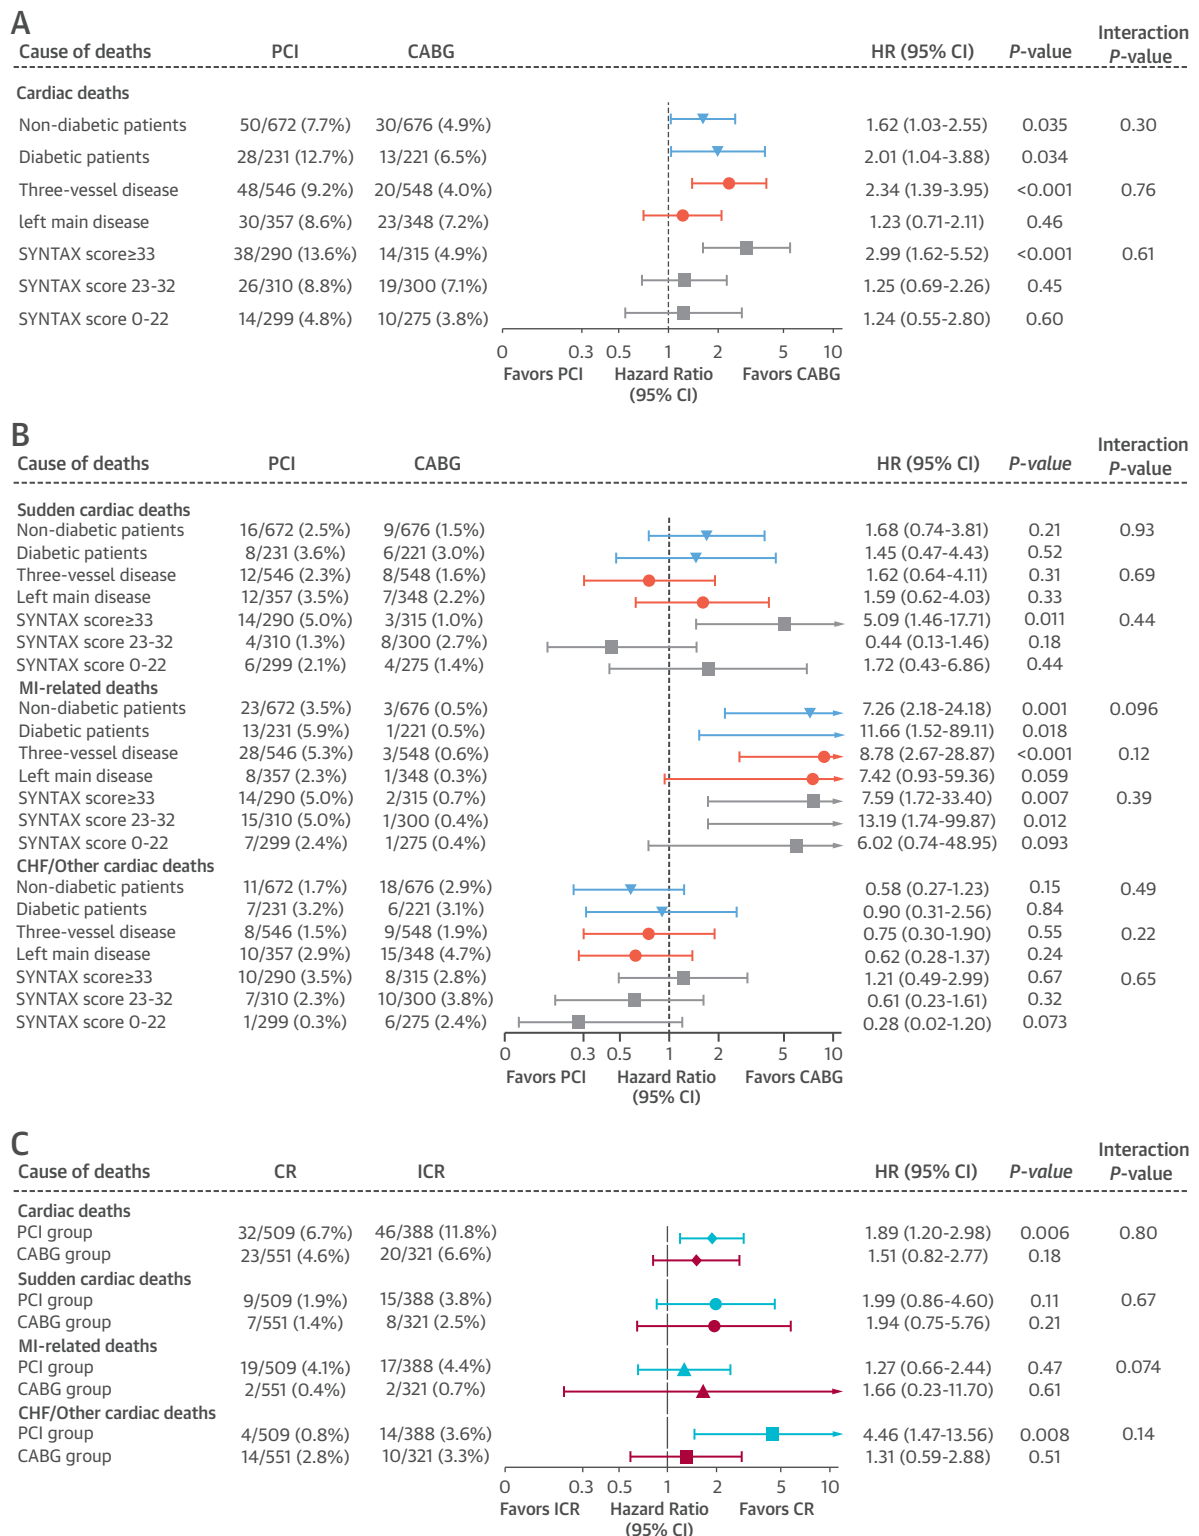 A
Cause of deaths PCI CABG HR (95% CI) P-value Interaction P-value
Cardiac deaths
Non-diabetic patients 50/672 (7.7%) 30/676 (4.9%) 1.62 (1.03-2.55) 0.035 0.30
Diabetic patients 28/231 (12.7%) 13/221 (6.5%) 2.01 (1.04-3.88) 0.034
Three-vessel disease 48/546 (9.2%) 20/548 (4.0%) 2.34 (1.39-3.95) <0.001 0.76
left main disease 30/357 (8.6%) 23/348 (7.2%) 1.23 (0.71-2.11) 0.46
SYNTAX score≥33 38/290 (13.6%) 14/315 (4.9%) 2.99 (1.62-5.52) <0.001 0.61
SYNTAX score 23-32 26/310 (8.8%) 19/300 (7.1%) 1.25 (0.69-2.26) 0.45
SYNTAX score 0-22 14/299 (4.8%) 10/275 (3.8%) 1.24 (0.55-2.80) 0.60
0 0.3 0.5 1 2 5 10
Favors PCI Hazard Ratio Favors CABG
(95% CI)
B
Cause of deaths PCI CABG HR (95% CI) P-value Interaction P-value
Sudden cardiac deaths
Non-diabetic patients 16/672 (2.5%) 9/676 (1.5%) 1.68 (0.74-3.81) 0.21 0.93
Diabetic patients 8/231 (3.6%) 6/221 (3.0%) 1.45 (0.47-4.43) 0.52
Three-vessel disease 12/546 (2.3%) 8/548 (1.6%) 1.62 (0.64-4.11) 0.31 0.69
Left main disease 12/357 (3.5%) 7/348 (2.2%) 1.59 (0.62-4.03) 0.33
SYNTAX score≥33 14/290 (5.0%) 3/315 (1.0%) 5.09 (1.46-17.71) 0.011 0.44
SYNTAX score 23-32 4/310 (1.3%) 8/300 (2.7%) 0.44 (0.13-1.46) 0.18
SYNTAX score 0-22 6/299 (2.1%) 4/275 (1.4%) 1.72 (0.43-6.86) 0.44
MI-related deaths
Non-diabetic patients 23/672 (3.5%) 3/676 (0.5%) 7.26 (2.18-24.18) 0.001 0.096
Diabetic patients 13/231 (5.9%) 1/221 (0.5%) 11.66 (1.52-89.11) 0.018
Three-vessel disease 28/546 (5.3%) 3/548 (0.6%) 8.78 (2.67-28.87) <0.001 0.12
Left main disease 8/357 (2.3%) 1/348 (0.3%) 7.42 (0.93-59.36) 0.059
SYNTAX score≥33 14/290 (5.0%) 2/315 (0.7%) 7.59 (1.72-33.40) 0.007 0.39
SYNTAX score 23-32 15/310 (5.0%) 1/300 (0.4%) 13.19 (1.74-99.87) 0.012
SYNTAX score 0-22 7/299 (2.4%) 1/275 (0.4%) 6.02 (0.74-48.95) 0.093
CHF/Other cardiac deaths
Non-diabetic patients 11/672 (1.7%) 18/676 (2.9%) 0.58 (0.27-1.23) 0.15 0.49
Diabetic patients 7/231 (3.2%) 6/221 (3.1%) 0.90 (0.31-2.56) 0.84
Three-vessel disease 8/546 (1.5%) 9/548 (1.9%) 0.75 (0.30-1.90) 0.55 0.22
Left main disease 10/357 (2.9%) 15/348 (4.7%) 0.62 (0.28-1.37) 0.24
SYNTAX score≥33 10/290 (3.5%) 8/315 (2.8%) 1.21 (0.49-2.99) 0.67 0.65
SYNTAX score 23-32 7/310 (2.3%) 10/300 (3.8%) 0.61 (0.23-1.61) 0.32
SYNTAX score 0-22 1/299 (0.3%) 6/275 (2.4%) 0.28 (0.02-1.20) 0.073
0 0.3 0.5 1 2 5 10
Favors PCI Hazard Ratio Favors CABG
(95% CI)
C
Cause of deaths CR ICR HR (95% CI) P-value Interaction P-value
Cardiac deaths
PCI group 32/509 (6.7%) 46/388 (11.8%) 1.89 (1.20-2.98) 0.006 0.80
CABG group 23/551 (4.6%) 20/321 (6.6%) 1.51 (0.82-2.77) 0.18
Sudden cardiac deaths
PCI group 9/509 (1.9%) 15/388 (3.8%) 1.99 (0.86-4.60) 0.11 0.67
CABG group 7/551 (1.4%) 8/321 (2.5%) 1.94 (0.75-5.76) 0.21
MI-related deaths
PCI group 19/509 (4.1%) 17/388 (4.4%) 1.27 (0.66-2.44) 0.47 0.074
CABG group 2/551 (0.4%) 2/321 (0.7%) 1.66 (0.23-11.70) 0.61
CHF/Other cardiac deaths
PCI group 4/509 (0.8%) 14/388 (3.6%) 4.46 (1.47-13.56) 0.008 0.14
CABG group 14/551 (2.8%) 10/321 (3.3%) 1.31 (0.59-2.88) 0.51
0 0.3 0.5 1 2 5 10
Favors ICR Hazard Ratio Favors CR
(95% CI)